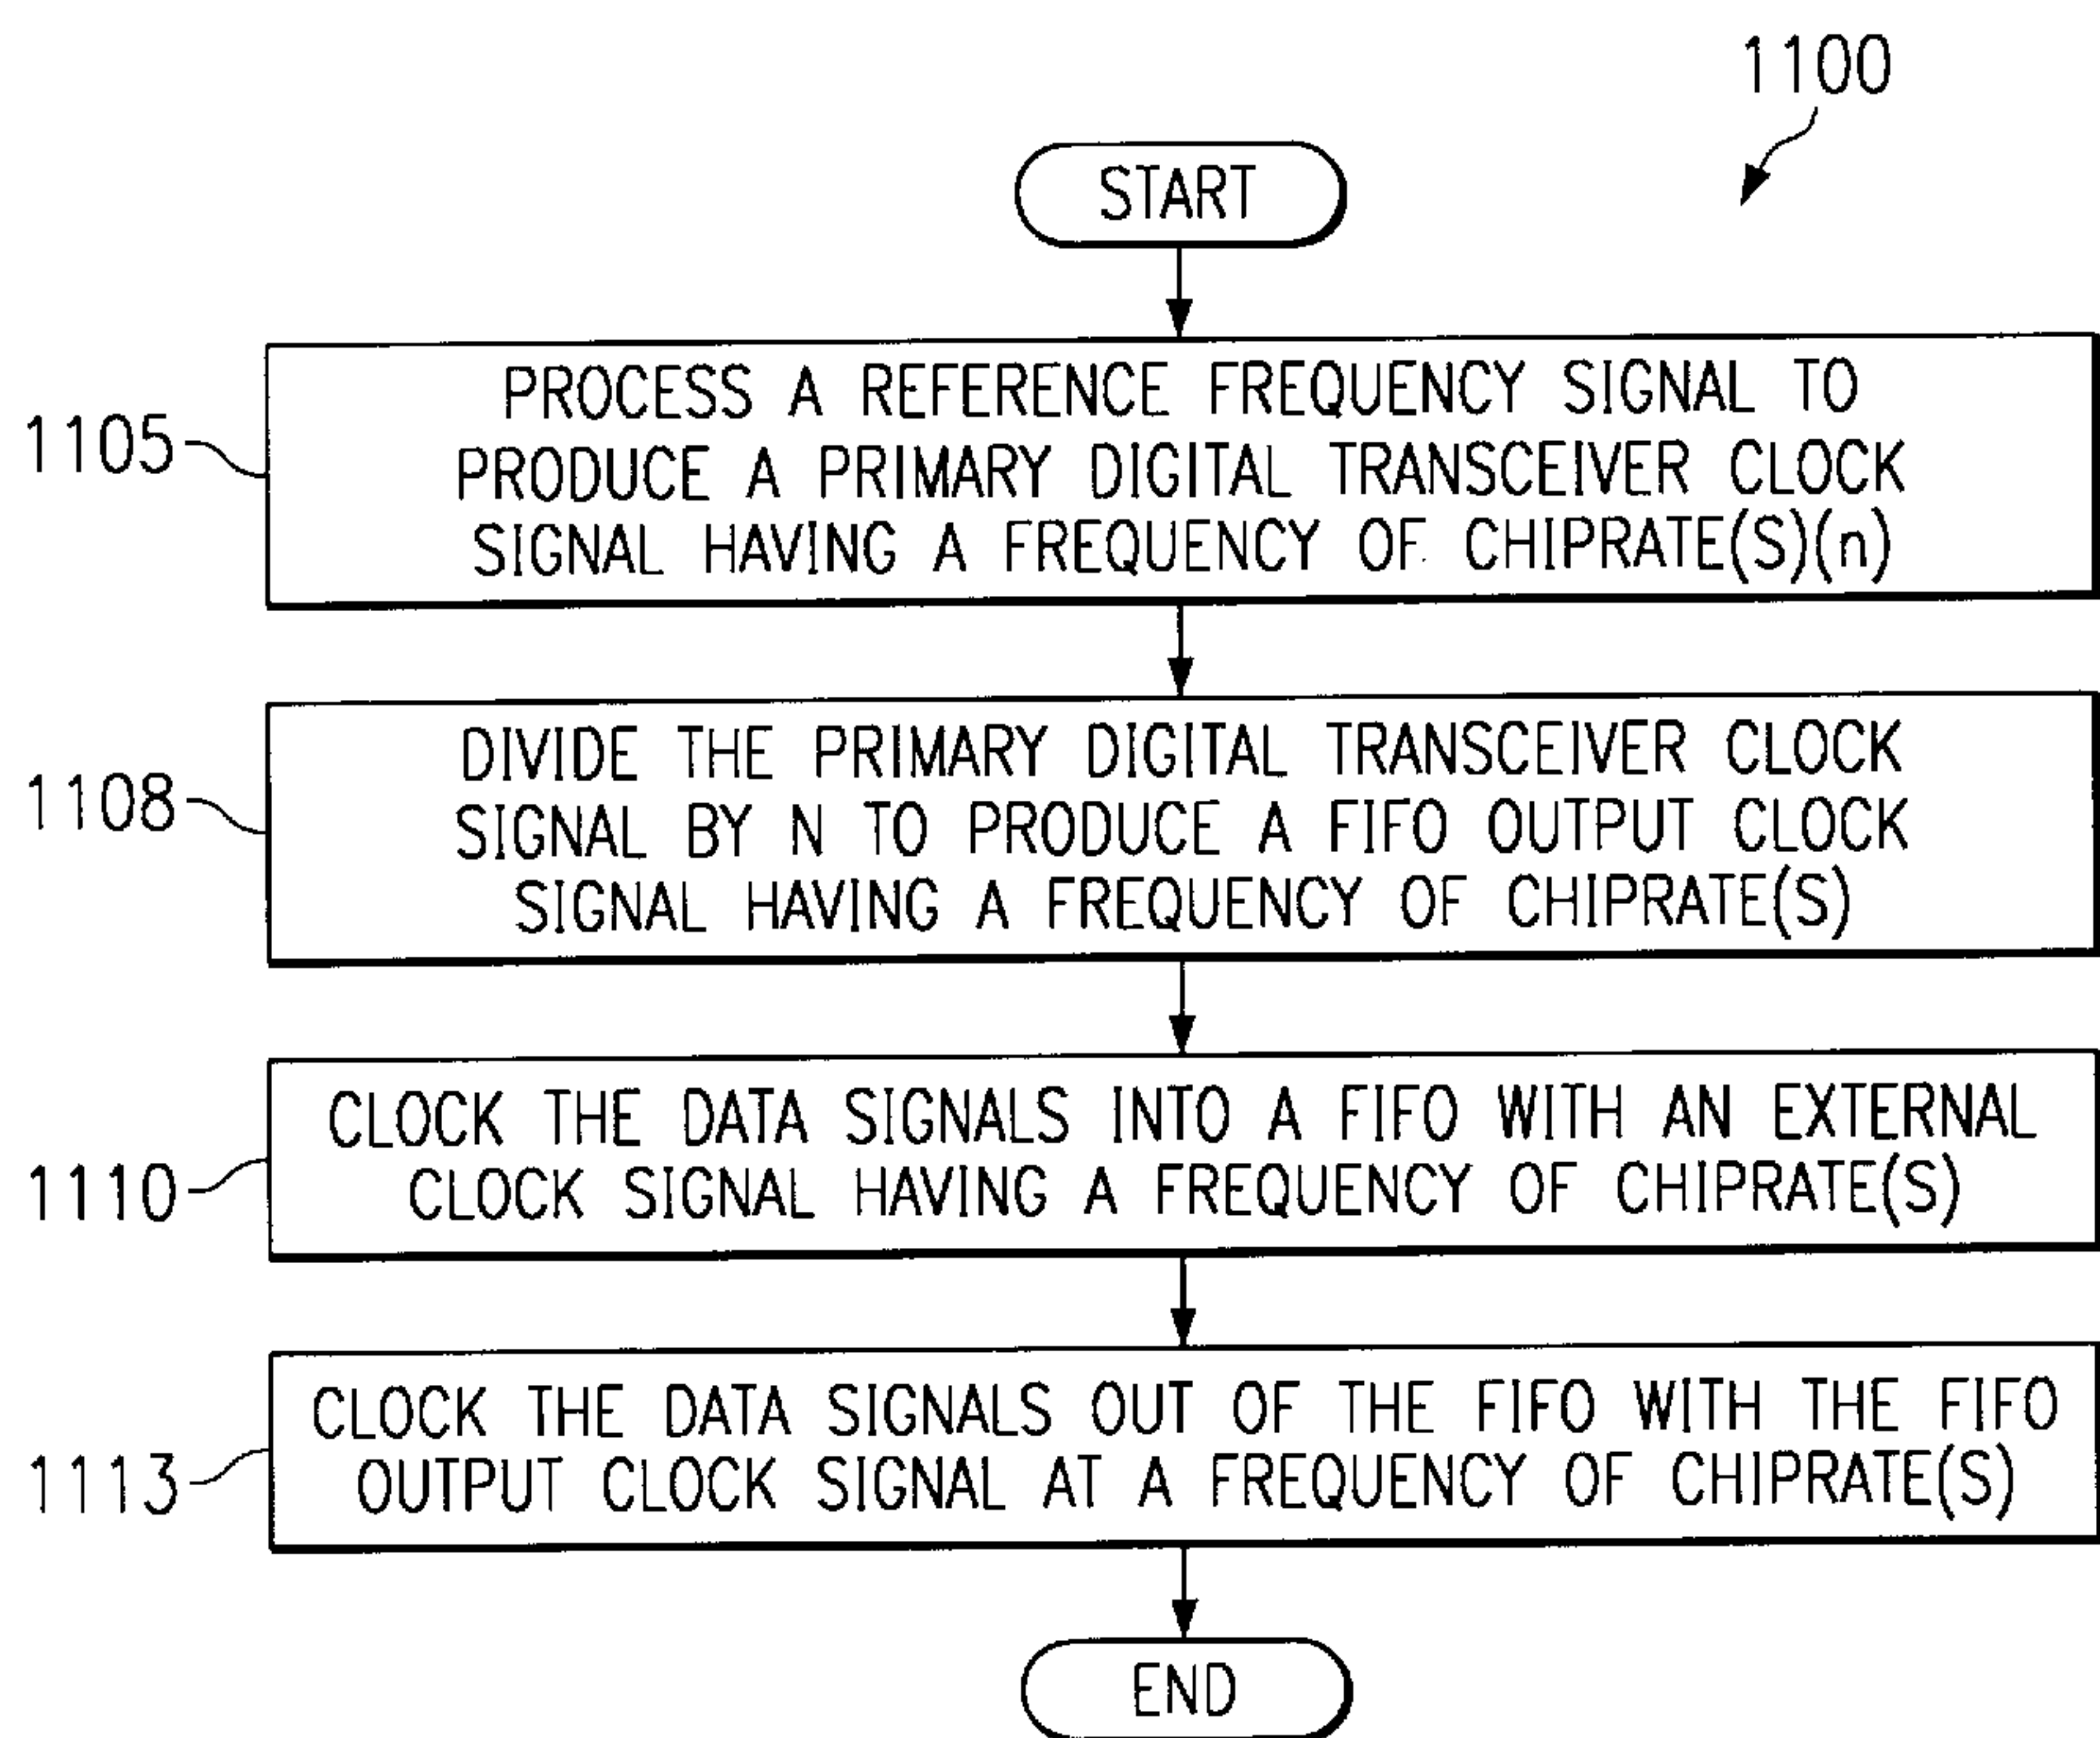 1100
START
1105
PROCESS A REFERENCE FREQUENCY SIGNAL TO
PRODUCE A PRIMARY DIGITAL TRANSCEIVER CLOCK
SIGNAL HAVING A FREQUENCY OF CHIPRATE(S)(n)
1108
DIVIDE THE PRIMARY DIGITAL TRANSCEIVER CLOCK
SIGNAL BY N TO PRODUCE A FIFO OUTPUT CLOCK
SIGNAL HAVING A FREQUENCY OF CHIPRATE(S)
1110
CLOCK THE DATA SIGNALS INTO A FIFO WITH AN EXTERNAL
CLOCK SIGNAL HAVING A FREQUENCY OF CHIPRATE(S)
1113
CLOCK THE DATA SIGNALS OUT OF THE FIFO WITH THE FIFO
OUTPUT CLOCK SIGNAL AT A FREQUENCY OF CHIPRATE(S)
END